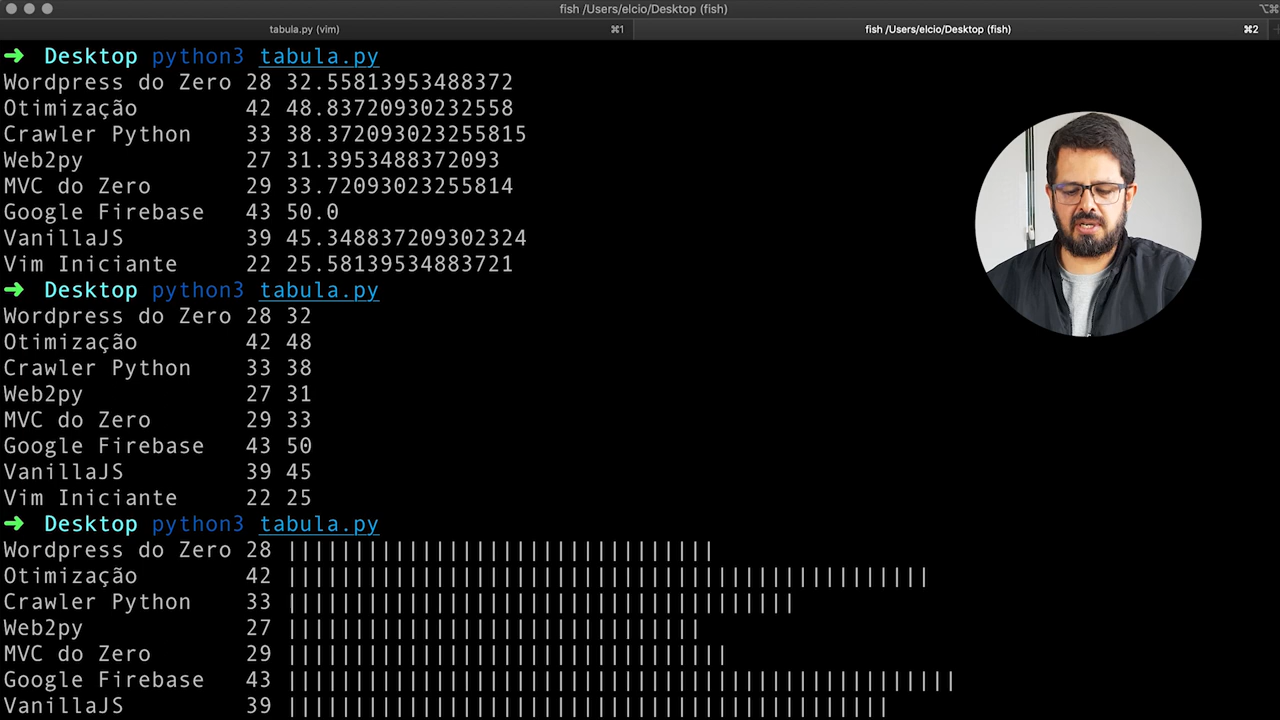 fish /Users/elcio/Desktop (fish)
⌥⌘
tabula.py (vim) ⌘1
fish /Users/elcio/Desktop (fish) ⌘2
➜ Desktop python3 tabula.py
Wordpress do Zero 28 32.55813953488372
Otimização 42 48.83720930232558
Crawler Python 33 38.372093023255815
Web2py 27 31.3953488372093
MVC do Zero 29 33.72093023255814
Google Firebase 43 50.0
VanillaJS 39 45.348837209302324
Vim Iniciante 22 25.58139534883721
➜ Desktop python3 tabula.py
Wordpress do Zero 28 32
Otimização 42 48
Crawler Python 33 38
Web2py 27 31
MVC do Zero 29 33
Google Firebase 43 50
VanillaJS 39 45
Vim Iniciante 22 25
➜ Desktop python3 tabula.py
Wordpress do Zero 28 ||||||||||||||||||||||||||||||||
Otimização 42 ||||||||||||||||||||||||||||||||||||||||||||||||
Crawler Python 33 ||||||||||||||||||||||||||||||||||||||
Web2py 27 |||||||||||||||||||||||||||||||
MVC do Zero 29 |||||||||||||||||||||||||||||||||
Google Firebase 43 ||||||||||||||||||||||||||||||||||||||||||||||||||
VanillaJS 39 |||||||||||||||||||||||||||||||||||||||||||||